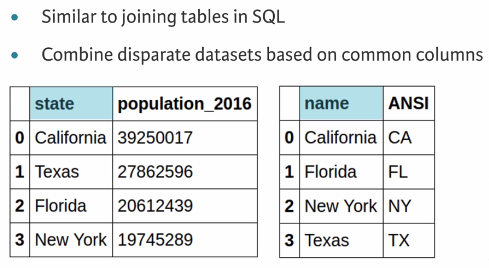 Similar to joining tables in SQL
Combine disparate datasets based on common columns
state population_2016 name ANSI
0 California 39250017 0 California CA
1 Texas 27862596 1 Florida FL
2 Florida 20612439 2 New York NY
3 New York 19745289 3 Texas TX